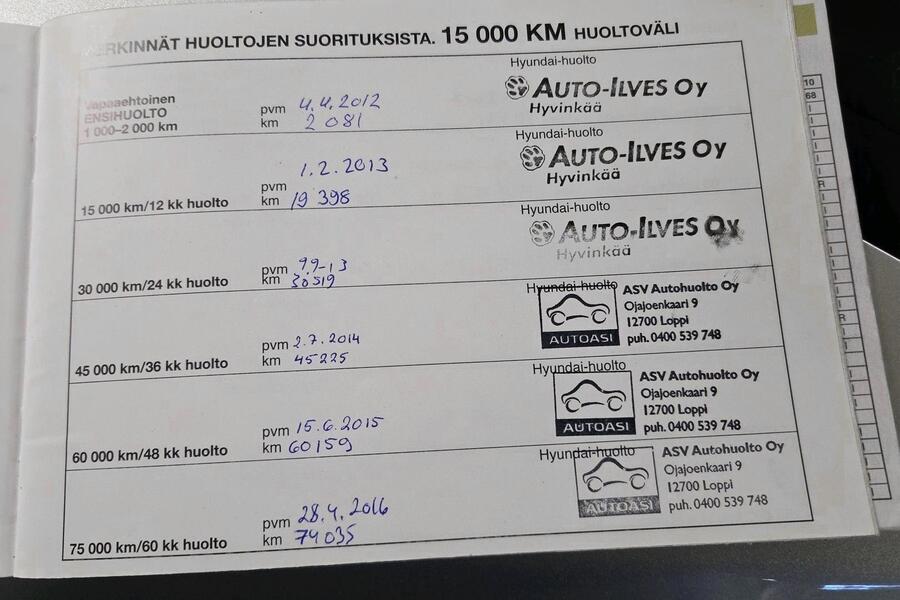 ERKINNÄT HUOLTOJEN SUORITUKSISTA. 15 000 KM HUOLTOVÄLI
Vapaaehtoinen
ENSIHUOLTO
1 000–2 000 km
pvm 4.4.2012
km 2 081
Hyundai-huolto
AUTO-ILVES Oy
Hyvinkää
15 000 km/12 kk huolto
pvm 1.2.2013
km 19 398
Hyundai-huolto
AUTO-ILVES Oy
Hyvinkää
30 000 km/24 kk huolto
pvm 9.9-13
km 30519
Hyundai-huolto
AUTO-ILVES Oy
Hyvinkää
45 000 km/36 kk huolto
pvm 2.7.2014
km 45225
Hyundai-huolto
AUTOASI
ASV Autohuolto Oy
Ojajoenkaari 9
12700 Loppi
puh. 0400 539 748
60 000 km/48 kk huolto
pvm 15.6.2015
km 60159
Hyundai-huolto
AUTOASI
ASV Autohuolto Oy
Ojajoenkaari 9
12700 Loppi
puh. 0400 539 748
75 000 km/60 kk huolto
pvm 28.4.2016
km 74035
Hyundai-huolto
AUTOASI
ASV Autohuolto Oy
Ojajoenkaari 9
12700 Loppi
puh. 0400 539 748
10
68
R
R